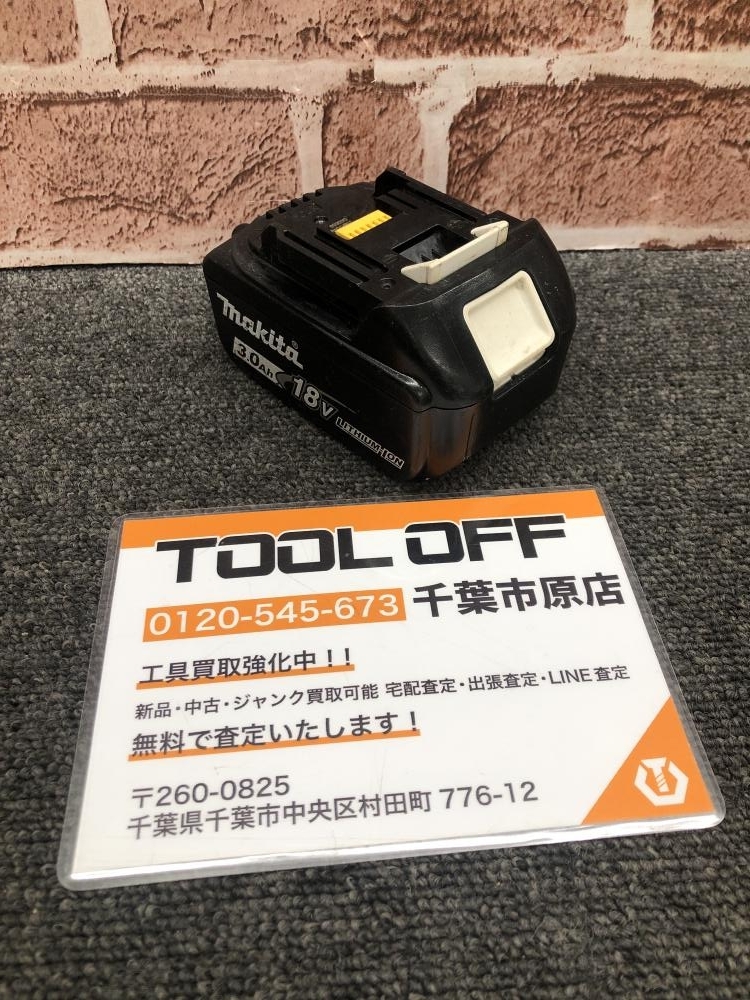 makita®
3.0Ah
18V
LITHIUM-ION
TOOL OFF
0120-545-673 千葉市原店
工具買取強化中！！
新品・中古・ジャンク買取可能 宅配査定・出張査定・LINE査定
無料で査定いたします！
〒260-0825
千葉県千葉市中央区村田町 776-12